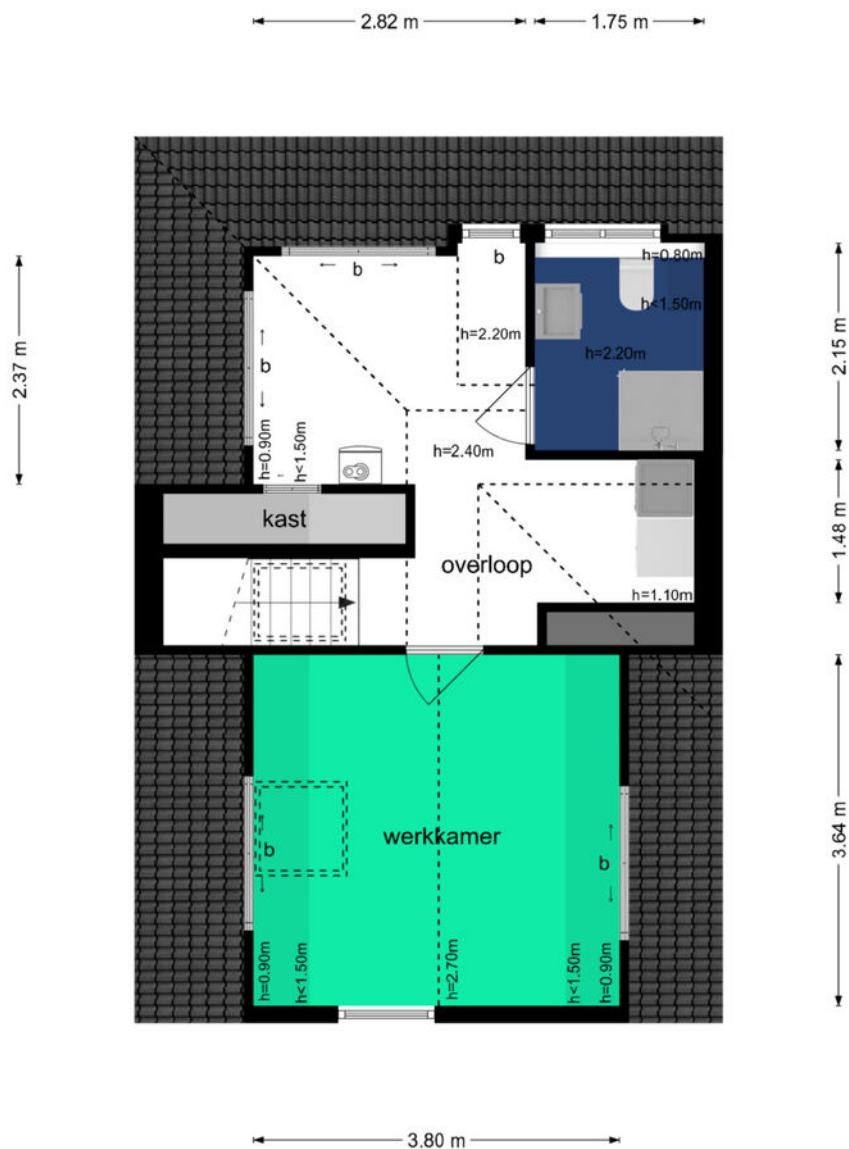 2.82 m
1.75 m
h=0.80m
b
b
h<1.50m
2.37 m
2.15 m
h=2.20m
h=2.20m
b
h=0.90m
h<1.50m
h=2.40m
kast
1.48 m
overloop
h=1.10m
werkkamer
3.64 m
b
b
h=0.90m
h<1.50m
h=2.70m
h<1.50m
h=0.90m
3.80 m